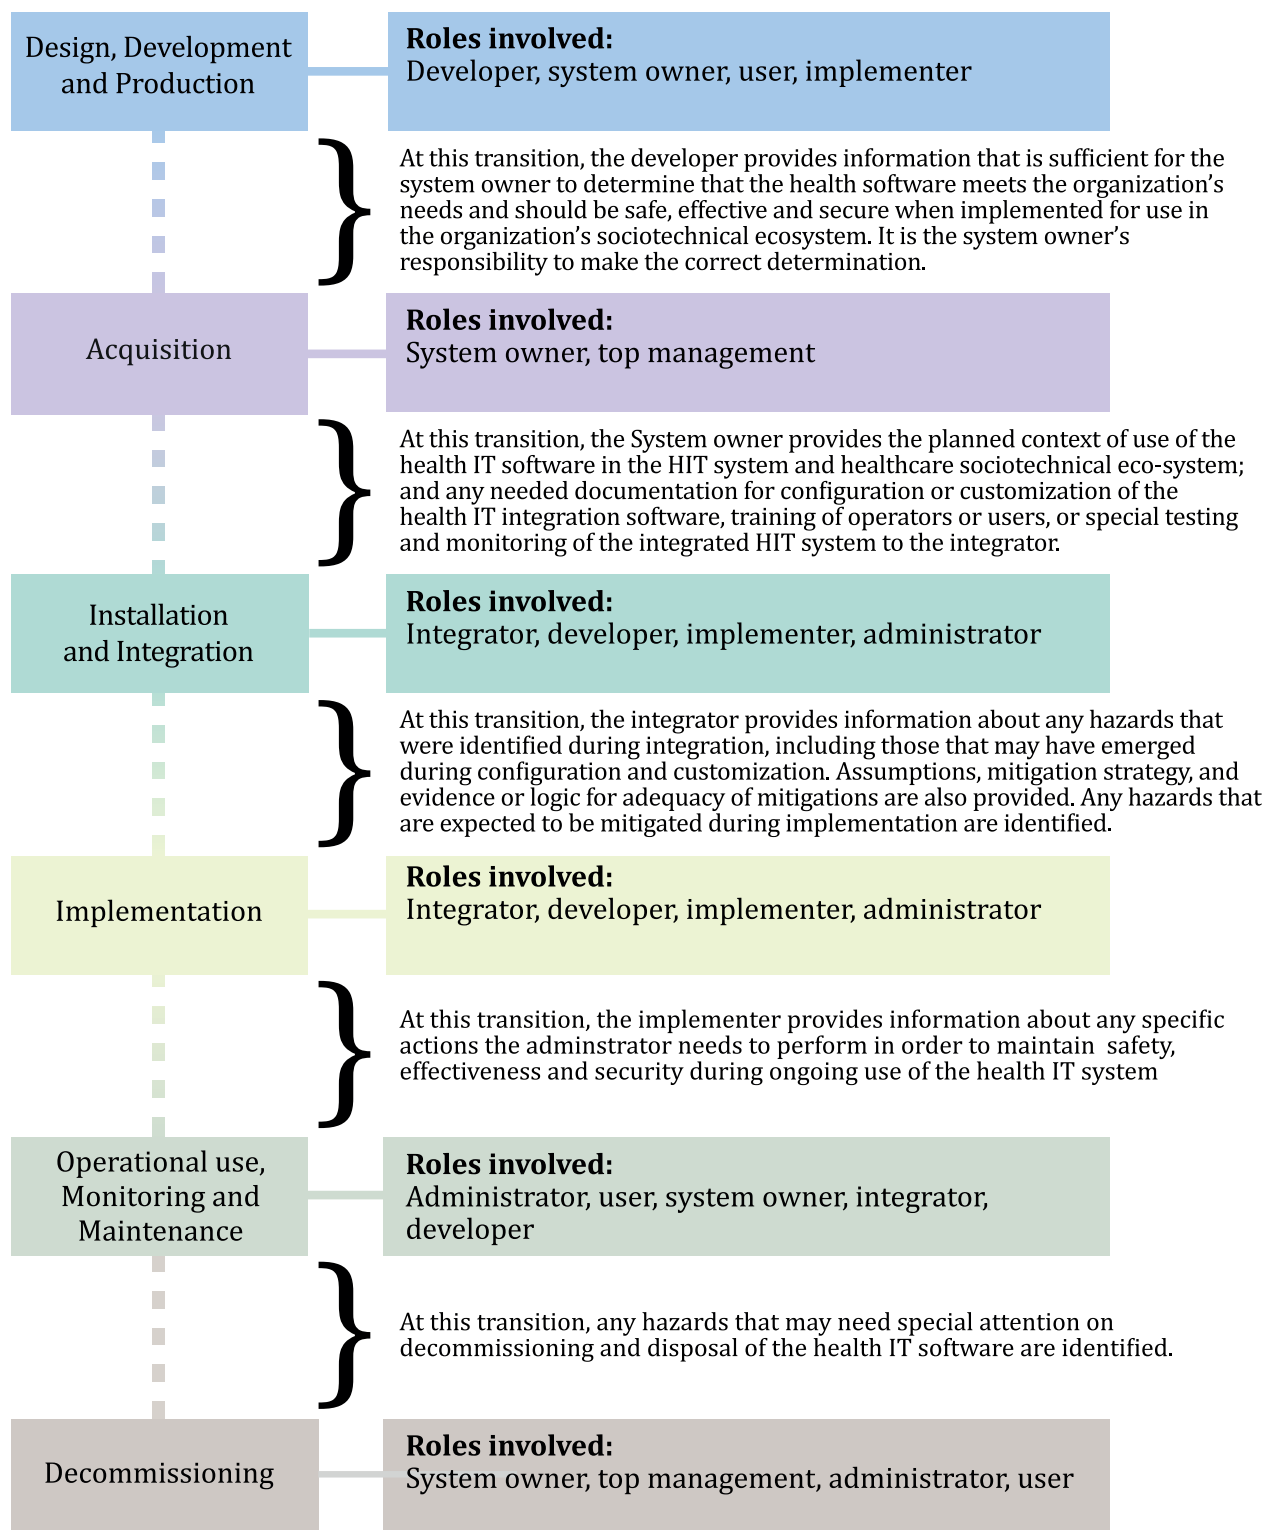 Design, Development
and Production
Roles involved:
Developer, system owner, user, implementer
At this transition, the developer provides information that is sufficient for the
system owner to determine that the health software meets the organization's
needs and should be safe, effective and secure when implemented for use in
the organization's sociotechnical ecosystem. It is the system owner's
responsibility to make the correct determination.
Acquisition
Roles involved:
System owner, top management
At this transition, the System owner provides the planned context of use of the
health IT software in the HIT system and healthcare sociotechnical eco-system;
and any needed documentation for configuration or customization of the
health IT integration software, training of operators or users, or special testing
and monitoring of the integrated HIT system to the integrator.
Installation
and Integration
Roles involved:
Integrator, developer, implementer, administrator
At this transition, the integrator provides information about any hazards that
were identified during integration, including those that may have emerged
during configuration and customization. Assumptions, mitigation strategy, and
evidence or logic for adequacy of mitigations are also provided. Any hazards that
are expected to be mitigated during implementation are identified.
Implementation
Roles involved:
Integrator, developer, implementer, administrator
At this transition, the implementer provides information about any specific
actions the adminstrator needs to perform in order to maintain  safety,
effectiveness and security during ongoing use of the health IT system
Operational use,
Monitoring and
Maintenance
Roles involved:
Administrator, user, system owner, integrator,
developer
At this transition, any hazards that may need special attention on
decommissioning and disposal of the health IT software are identified.
Decommissioning
Roles involved:
System owner, top management, administrator, user